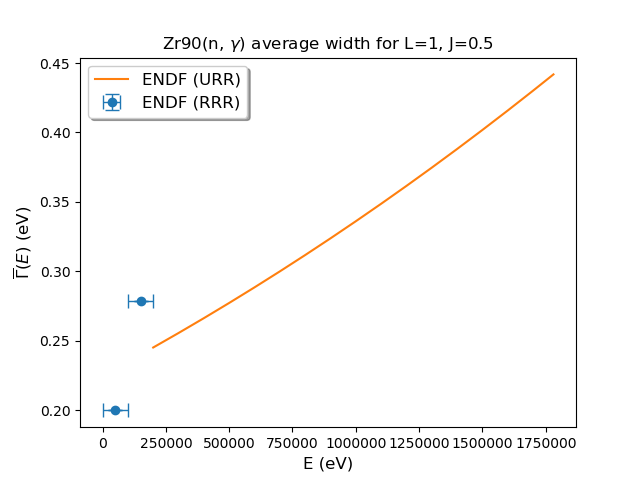 Zr90(n, γ) average width for L=1, J=0.5
ENDF (URR)
ENDF (RRR)
0.45
0.40
0.35
0.30
0.25
0.20
Γ̅(E) (eV)
0 250000 500000 750000 1000000 1250000 1500000 1750000
E (eV)